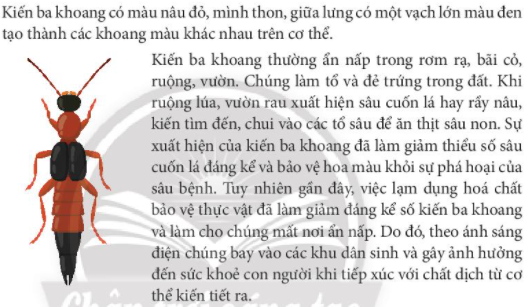 Kiến ba khoang có màu nâu đỏ, mình thon, giữa lưng có một vạch lớn màu đen
tạo thành các khoang màu khác nhau trên cơ thể.
Kiến ba khoang thường ẩn nấp trong rơm rạ, bãi cỏ,
ruộng, vườn. Chúng làm tổ và đẻ trứng trong đất. Khi
ruộng lúa, vườn rau xuất hiện sâu cuốn lá hay rầy nâu,
kiến tìm đến, chui vào các tổ sâu để ăn thịt sâu non. Sự
xuất hiện của kiến ba khoang đã làm giảm thiểu số sâu
cuốn lá đáng kể và bảo vệ hoa màu khỏi sự phá hoại của
sâu bệnh. Tuy nhiên gần đây, việc lạm dụng hoá chất
bảo vệ thực vật đã làm giảm đáng kể số kiến ba khoang
và làm cho chúng mất nơi ẩn nấp. Do đó, theo ánh sáng
điện chúng bay vào các khu dân sinh và gây ảnh hưởng
đến sức khoẻ con người khi tiếp xúc với chất dịch từ cơ
thể kiến tiết ra.